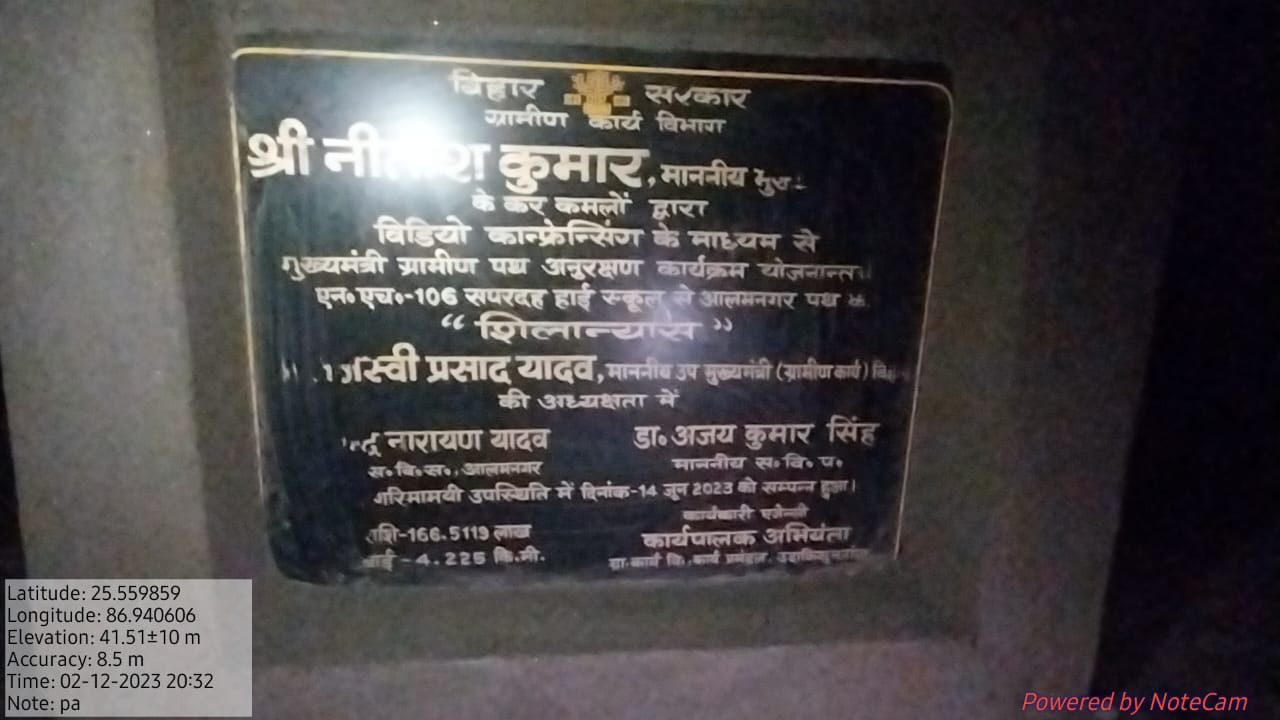 बिहार सरकार
ग्रामीण कार्य विभाग
श्री कुमार, माननीय
के कर कमलों द्वारा
विडियो कान्फ्रेन्सिंग के माध्यम से
मुख्यमंत्री ग्रामीण पथ अनुरक्षण कार्यक्रम
एन॰ एच॰-106 सपरदह हाई स्कूल से आलमनगर पथ
“ शिलान्यास ”
प्रसाद यादव, माननीय उप मुख्यमंत्री (ग्रामीण कार्य)
की अध्यक्षता में
नारायण यादव
डा॰ अजय कुमार सिंह
स॰ वि॰ स॰, आलमनगर
माननीय स॰ वि॰ प॰
गरिमामयी उपस्थिति में दिनांक-14 जून 2023 को सम्पन्न हुआ।
कार्यकारी एजेन्सी
-166.5119 लाख
कार्यपालक अभियंता
-4.225 कि॰मी॰
Latitude: 25.559859
Longitude: 86.940606
Elevation: 41.51±10 m
Accuracy: 8.5 m
Time: 02-12-2023 20:32
Note: pa
Powered by NoteCam